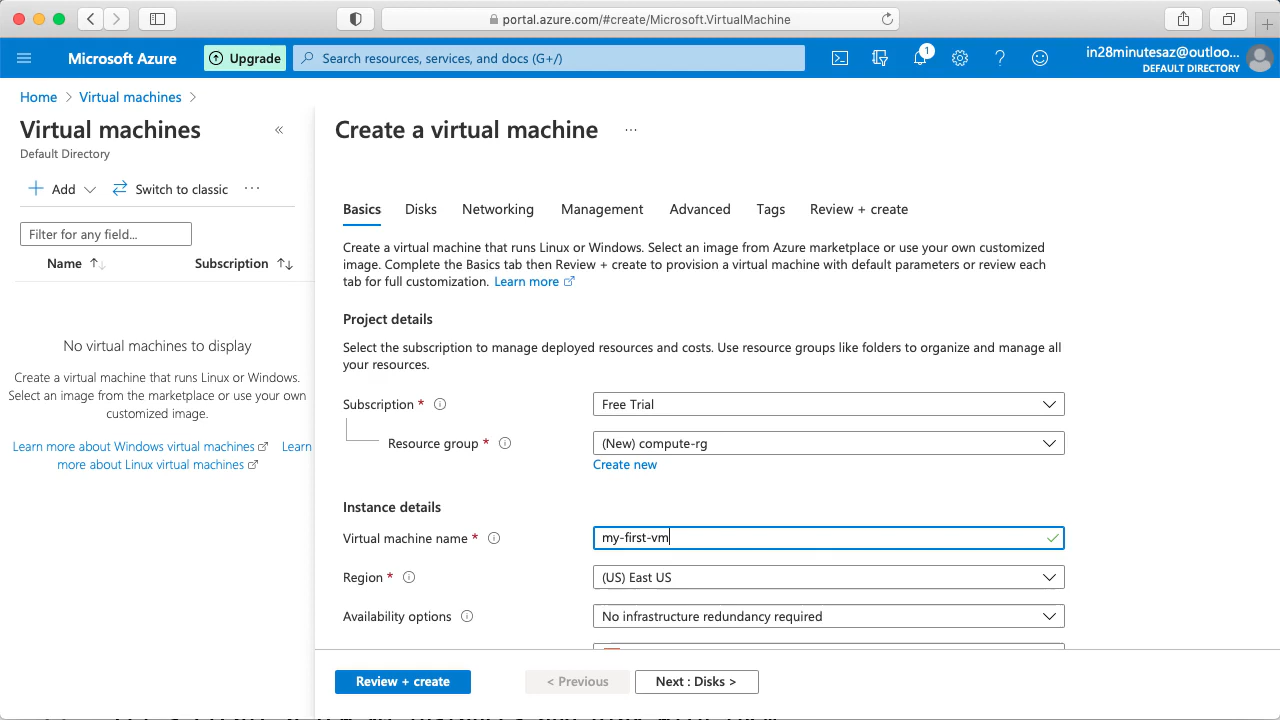 portal.azure.com/#create/Microsoft.VirtualMachine
Microsoft Azure
Upgrade
Search resources, services, and docs (G+/)
1
in28minutesaz@outloo...
DEFAULT DIRECTORY
Home > Virtual machines >
Virtual machines «
Default Directory
+ Add
Switch to classic
...
Filter for any field...
Name ↑↓
Subscription ↑↓
No virtual machines to display
Create a virtual machine that runs Linux or Windows.
Select an image from the marketplace or use your own
customized image.
Learn more about Windows virtual machines
Learn
more about Linux virtual machines
Create a virtual machine ...
Basics Disks Networking Management Advanced Tags Review + create
Create a virtual machine that runs Linux or Windows. Select an image from Azure marketplace or use your own customized
image. Complete the Basics tab then Review + create to provision a virtual machine with default parameters or review each
tab for full customization. Learn more
Project details
Select the subscription to manage deployed resources and costs. Use resource groups like folders to organize and manage all
your resources.
Subscription * Free Trial
Resource group * (New) compute-rg
Create new
Instance details
Virtual machine name * my-first-vm
Region * (US) East US
Availability options No infrastructure redundancy required
Review + create
< Previous
Next : Disks >